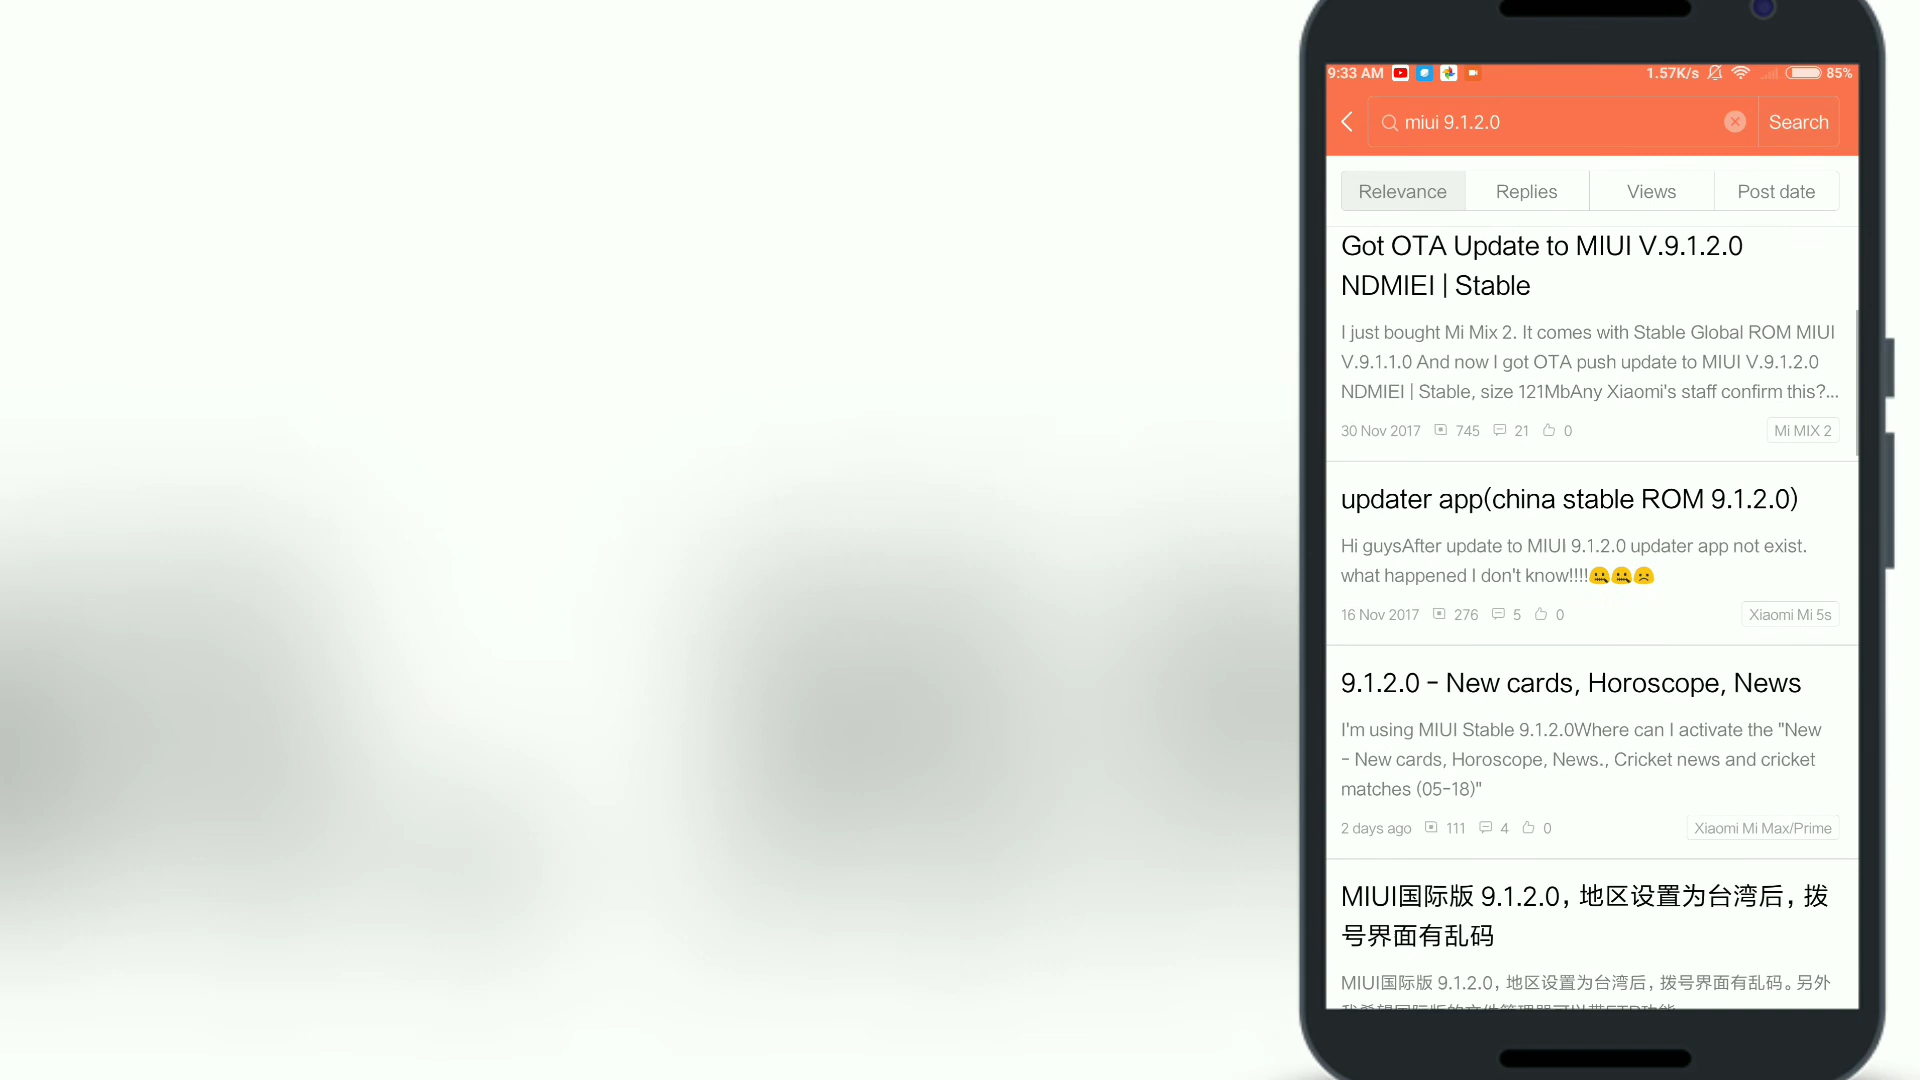 9:33 AM 1.57K/s 85%
miui 9.1.2.0 Search
Relevance Replies Views Post date
Got OTA Update to MIUI V.9.1.2.0
NDMIEI | Stable
I just bought Mi Mix 2. It comes with Stable Global ROM MIUI
V.9.1.1.0 And now I got OTA push update to MIUI V.9.1.2.0
NDMIEI | Stable, size 121MbAny Xiaomi's staff confirm this?...
30 Nov 2017 745 21 0 Mi MIX 2
updater app(china stable ROM 9.1.2.0)
Hi guysAfter update to MIUI 9.1.2.0 updater app not exist.
what happened I don't know!!!!🤐🤐☹
16 Nov 2017 276 5 0 Xiaomi Mi 5s
9.1.2.0 - New cards, Horoscope, News
I'm using MIUI Stable 9.1.2.0Where can I activate the "New
- New cards, Horoscope, News., Cricket news and cricket
matches (05-18)"
2 days ago 111 4 0 Xiaomi Mi Max/Prime
MIUI国际版 9.1.2.0，地区设置为台湾后，拨
号界面有乱码
MIUI国际版 9.1.2.0，地区设置为台湾后，拨号界面有乱码。另外